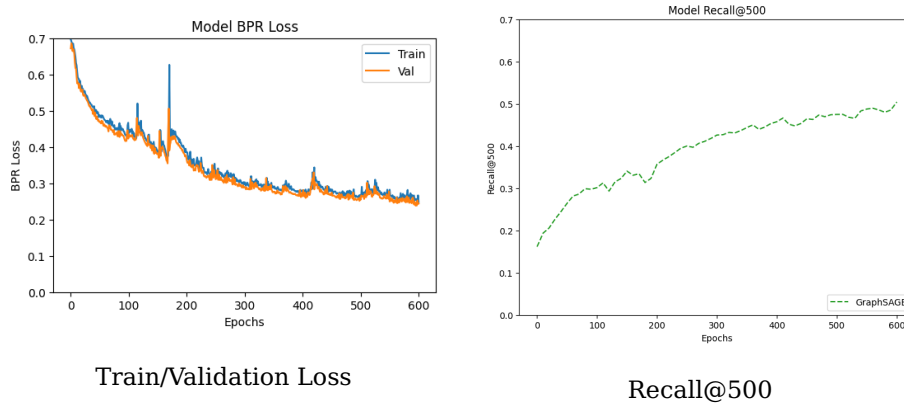 Model BPR Loss
0.7
0.6
0.5
0.4
0.3
0.2
0.1
0.0
BPR Loss
Train
Val
0
100
200
300
400
500
600
Epochs
Train/Validation Loss
Model Recall@500
0.7
0.6
0.5
0.4
0.3
0.2
0.1
0.0
Recall@500
GraphSAGE
0
100
200
300
400
500
600
Epochs
Recall@500